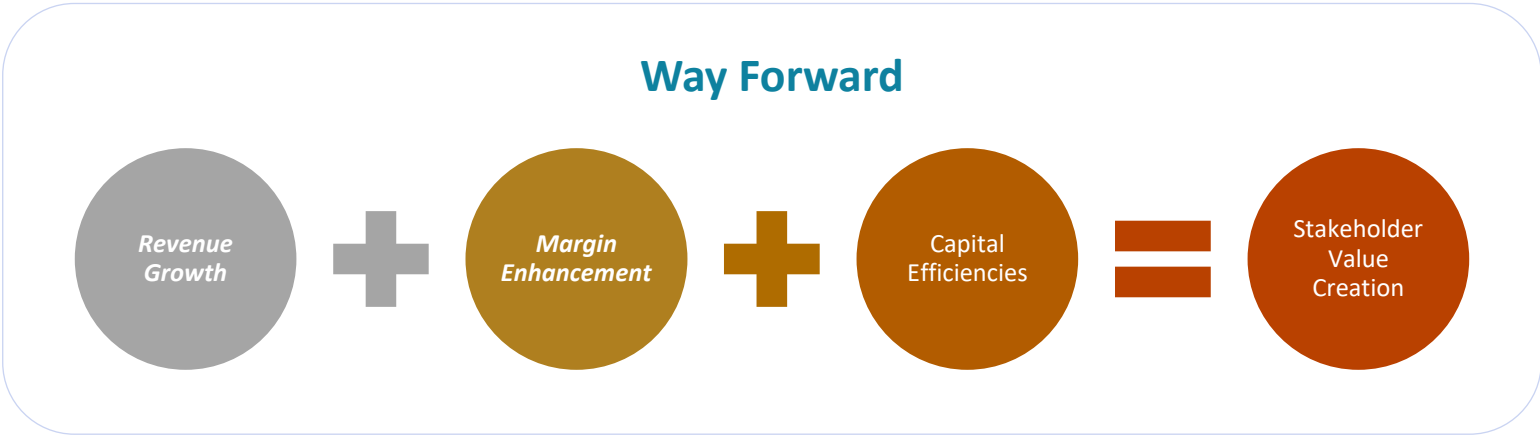 Way Forward
Revenue
Growth
Margin
Enhancement
Capital
Efficiencies
Stakeholder
Value
Creation